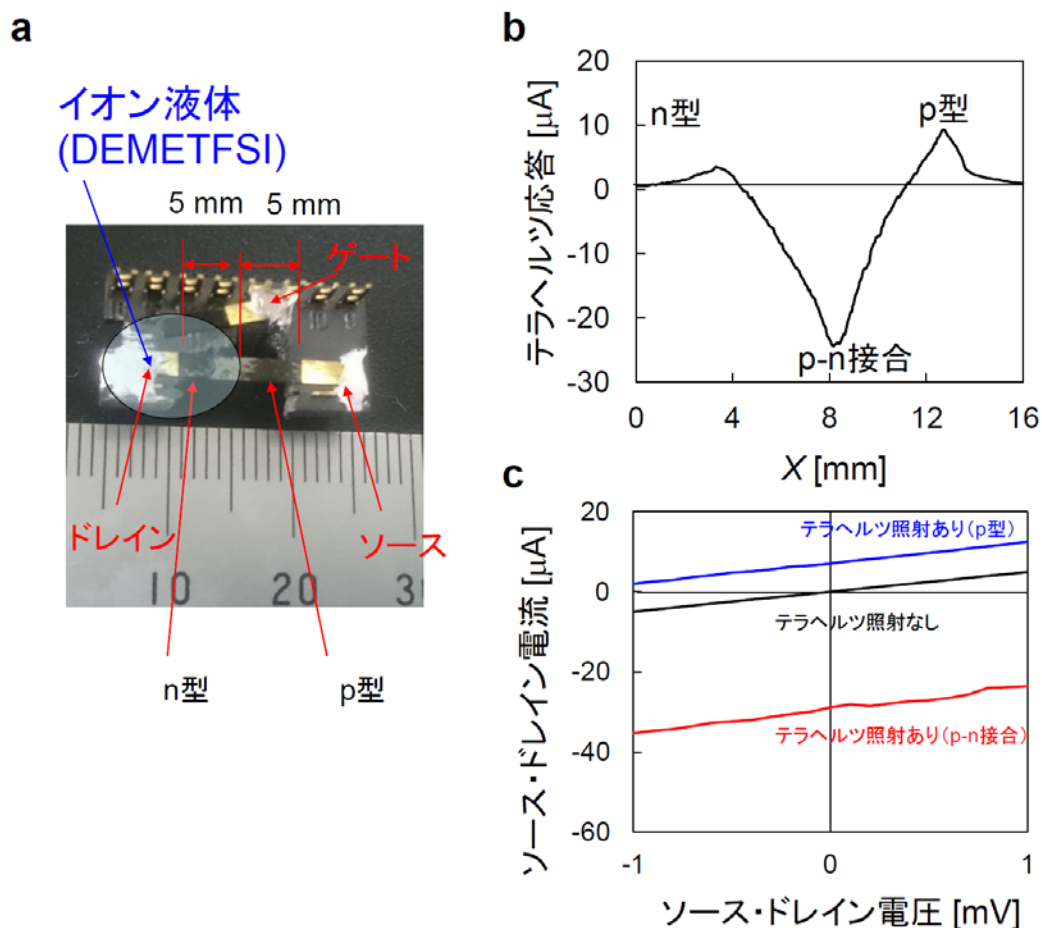 a
イオン液体
(DEMETFSI)
5 mm 5 mm
ゲート
ドレイン
ソース
10 20 3
n型
p型
b
テラヘルツ応答 [μA]
20
10
0
-10
-20
-30
n型
p型
p-n接合
0 4 8 12 16
X [mm]
c
ソース・ドレイン電流 [μA]
20
0
-20
-40
-60
テラヘルツ照射あり(p型)
テラヘルツ照射なし
テラヘルツ照射あり(p-n接合)
-1 0 1
ソース・ドレイン電圧 [mV]